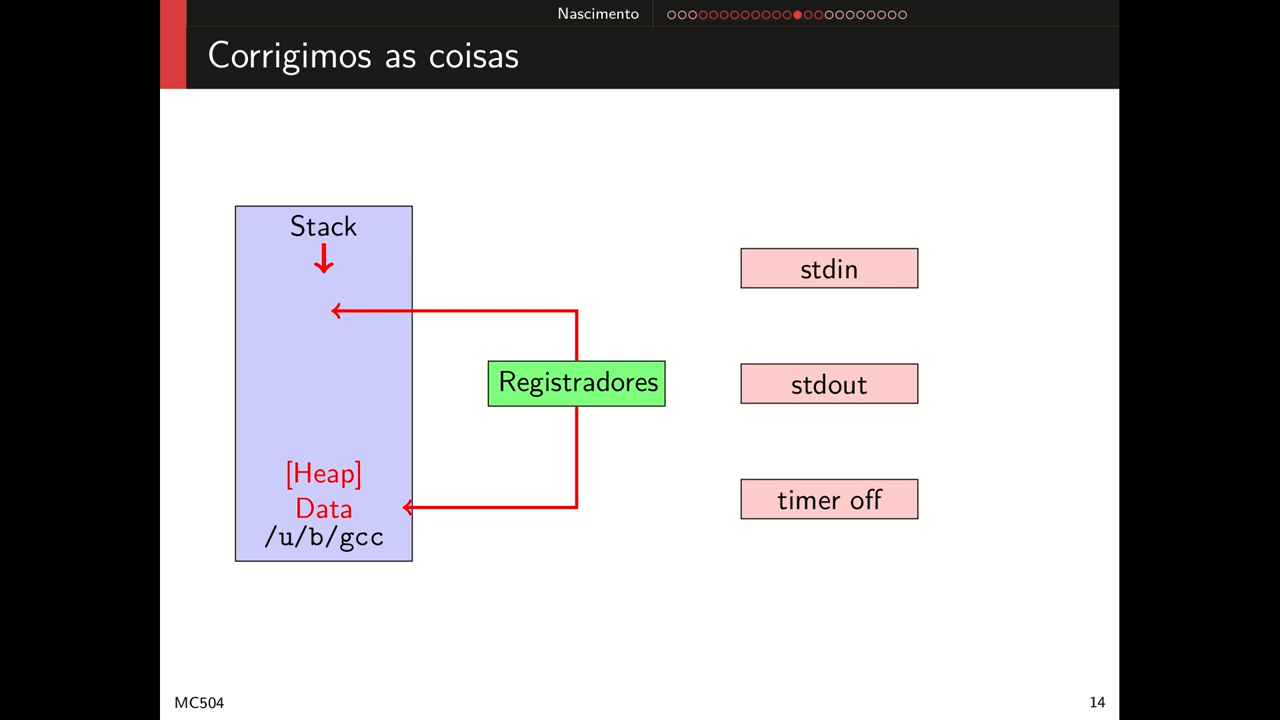 Nascimento
Corrigimos as coisas
Stack
[Heap]
Data
/u/b/gcc
Registradores
stdin
stdout
timer off
MC504
14